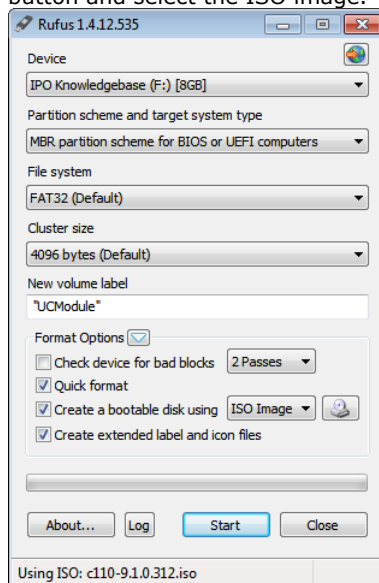 button and select the ISO image.
Rufus 1.4.12.535
Device
IPO Knowledgebase (F:) [8GB]
Partition scheme and target system type
MBR partition scheme for BIOS or UEFI computers
File system
FAT32 (Default)
Cluster size
4096 bytes (Default)
New volume label
"UCModule"
Format Options
Check device for bad blocks 2 Passes
Quick format
Create a bootable disk using ISO Image
Create extended label and icon files
About... Log Start Close
Using ISO: c110-9.1.0.312.iso